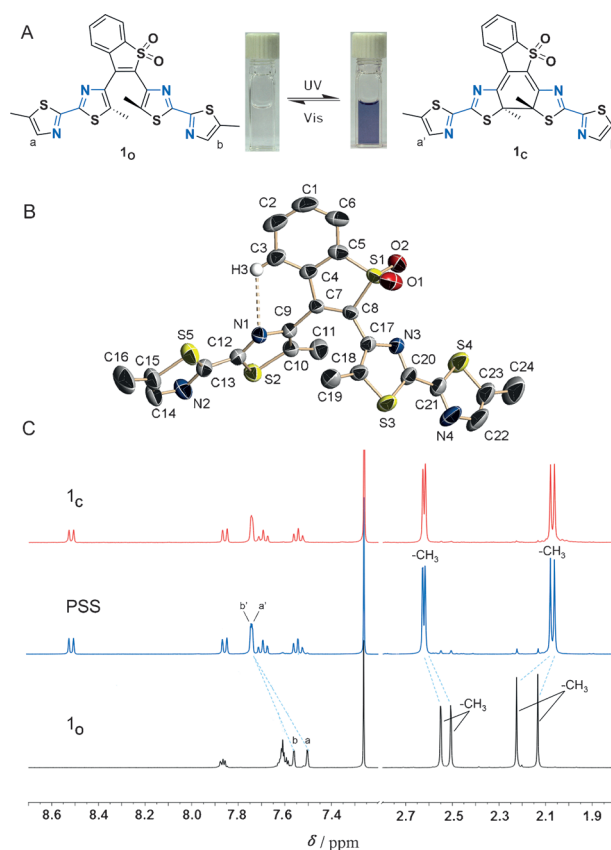 A
S O O
N N
N S S N
S S
a b
1o
UV
Vis
S O O
N N
N S S N
S S
a'
1c
B
C1
C2 C6
C3 C5 O2
S1
H3 C4 O1
C7
N1 C9 C8
S5 C12 C11 C17 N3
C16 C15 C10 C18 C20 S4 C24
C13 S2 C19 C23
C14 N2 C21
S3 N4 C22
C
1c
-CH3 -CH3
PSS
b' a'
-CH3 -CH3
1o
b a
8.6 8.4 8.2 8.0 7.8 7.6 7.4 2.7 2.5 2.3 2.1 1.9
δ / ppm